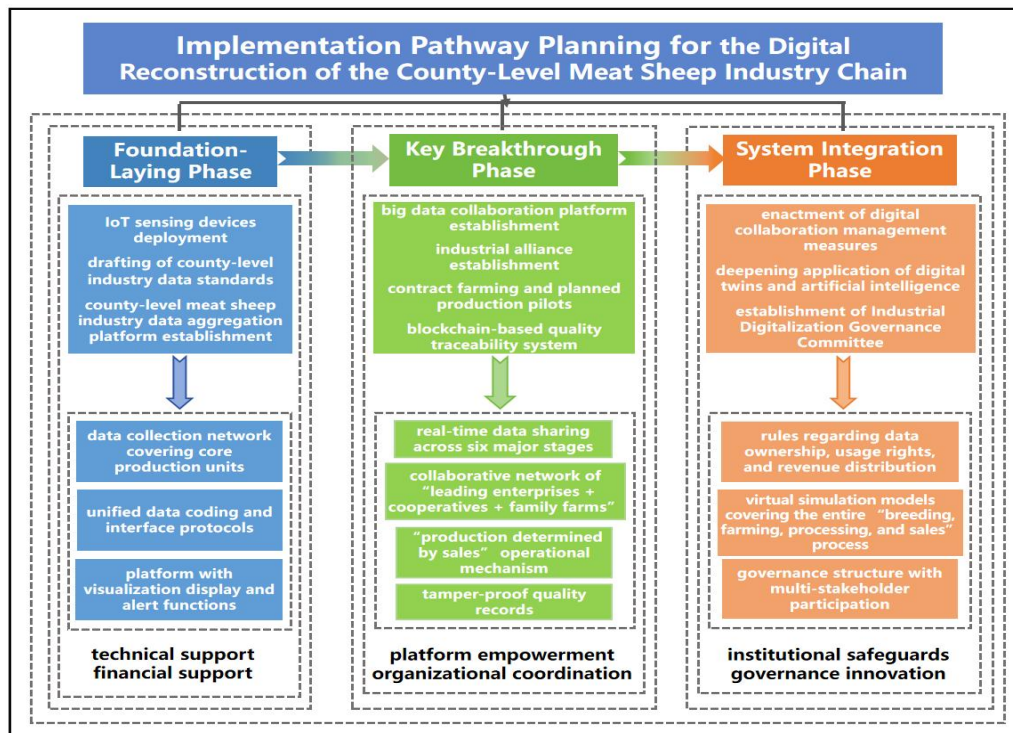 Implementation Pathway Planning for the Digital
Reconstruction of the County-Level Meat Sheep Industry Chain
Foundation-
Laying Phase
IoT sensing devices
deployment
drafting of county-level
industry data standards
county-level meat sheep
industry data aggregation
platform establishment
data collection network
covering core
production units
unified data coding and
interface protocols
platform with
visualization display and
alert functions
technical support
financial support
Key Breakthrough
Phase
big data collaboration platform
establishment
industrial alliance
establishment
contract farming and planned
production pilots
blockchain-based quality
traceability system
real-time data sharing
across six major stages
collaborative network of
"leading enterprises +
cooperatives + family farms"
"production determined
by sales" operational
mechanism
tamper-proof quality
records
platform empowerment
organizational coordination
System Integration
Phase
enactment of digital
collaboration management
measures
deepening application of digital
twins and artificial intelligence
establishment of Industrial
Digitalization Governance
Committee
rules regarding data
ownership, usage rights,
and revenue distribution
virtual simulation models
covering the entire "breeding,
farming, processing, and sales"
process
governance structure with
multi-stakeholder
participation
institutional safeguards
governance innovation